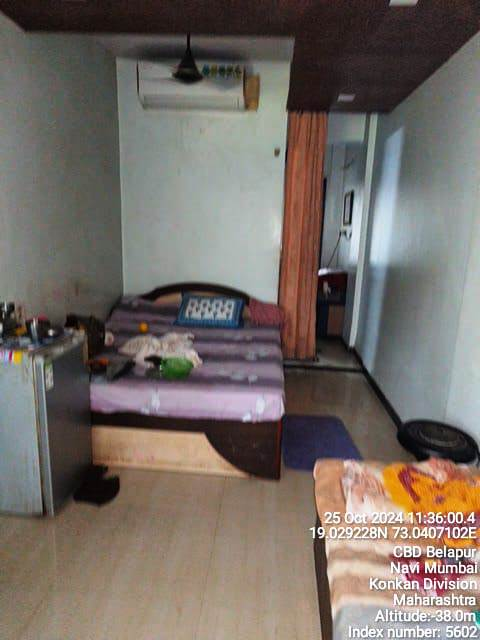 25 Oct 2024 11:36:00.4
19.029228N 73.0407102E
CBD Belapur
Navi Mumbai
Konkan Division
Maharashtra
Altitude:-38.0m
Index number: 5602